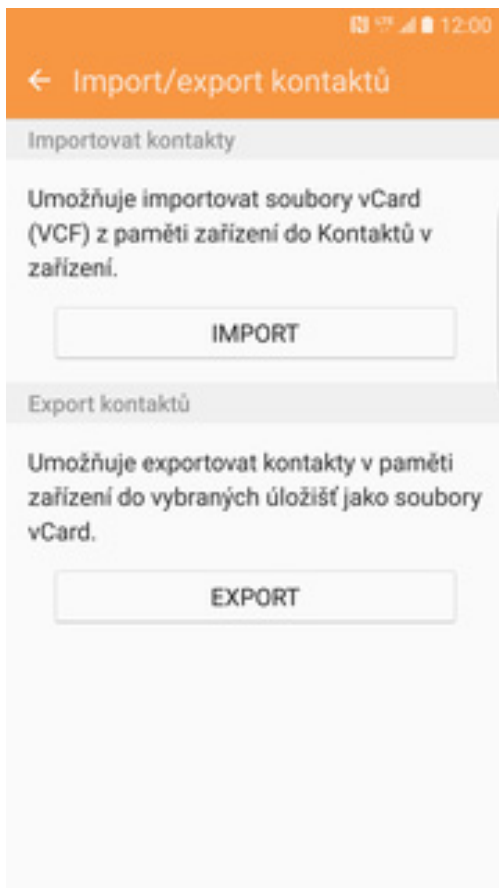 12:00
Import/export kontaktů
Importovat kontakty
Umožňuje importovat soubory vCard
(VCF) z paměti zařízení do Kontaktů v
zařízení.
IMPORT
Export kontaktů
Umožňuje exportovat kontakty v paměti
zařízení do vybraných úložišť jako soubory
vCard.
EXPORT